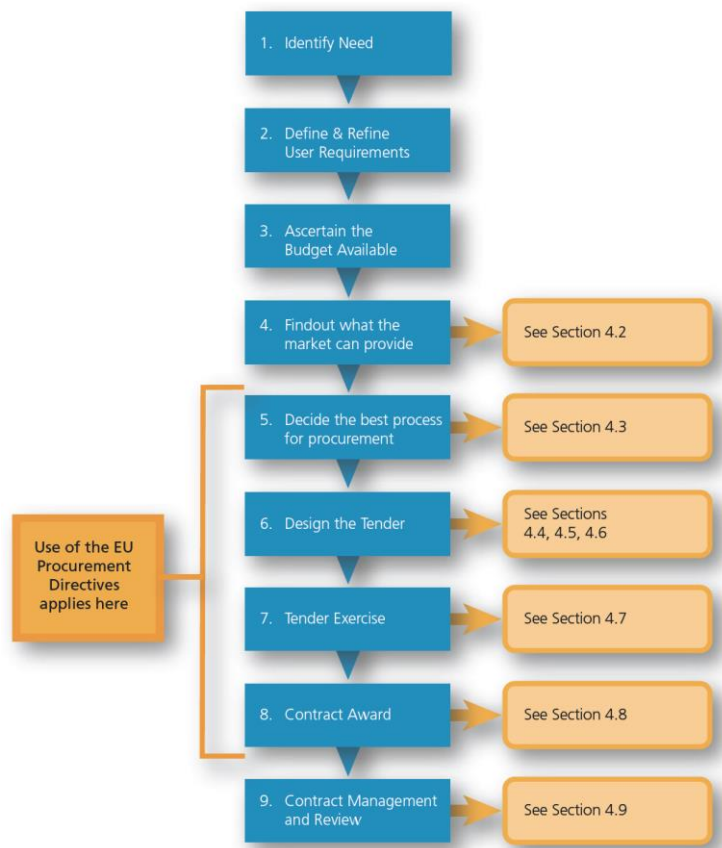 1. Identify Need
2. Define & Refine
User Requirements
3. Ascertain the
Budget Available
4. Findout what the
market can provide
See Section 4.2
5. Decide the best process
for procurement
See Section 4.3
6. Design the Tender
See Sections
4.4, 4.5, 4.6
Use of the EU
Procurement
Directives
applies here
7. Tender Exercise
See Section 4.7
8. Contract Award
See Section 4.8
9. Contract Management
and Review
See Section 4.9